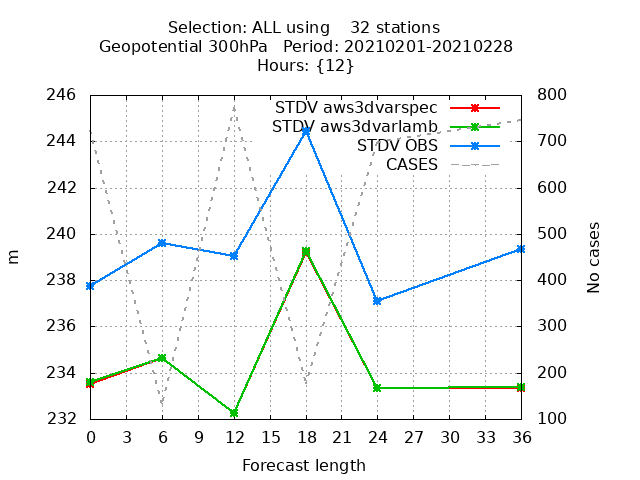 Selection: ALL using    32 stations
Geopotential 300hPa   Period: 20210201-20210228
Hours: {12}
246 800
STDV aws3dvarspec
STDV aws3dvarlamb
244 700
STDV OBS
CASES
242 600
240 500
m
No cases
238 400
236 300
234 200
232 100
0 3 6 9 12 15 18 21 24 27 30 33 36
Forecast length